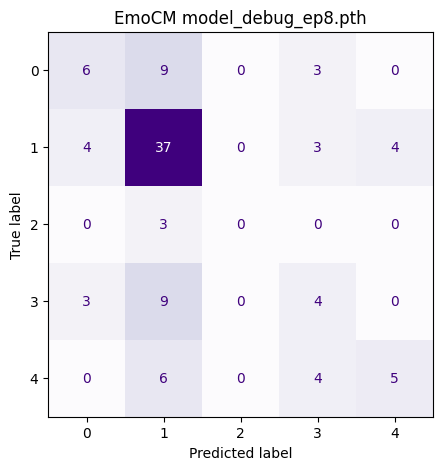 EmoCM model_debug_ep8.pth
0 6 9 0 3 0
1 4 37 0 3 4
2 0 3 0 0 0
3 3 9 0 4 0
4 0 6 0 4 5
0 1 2 3 4
True label
Predicted label